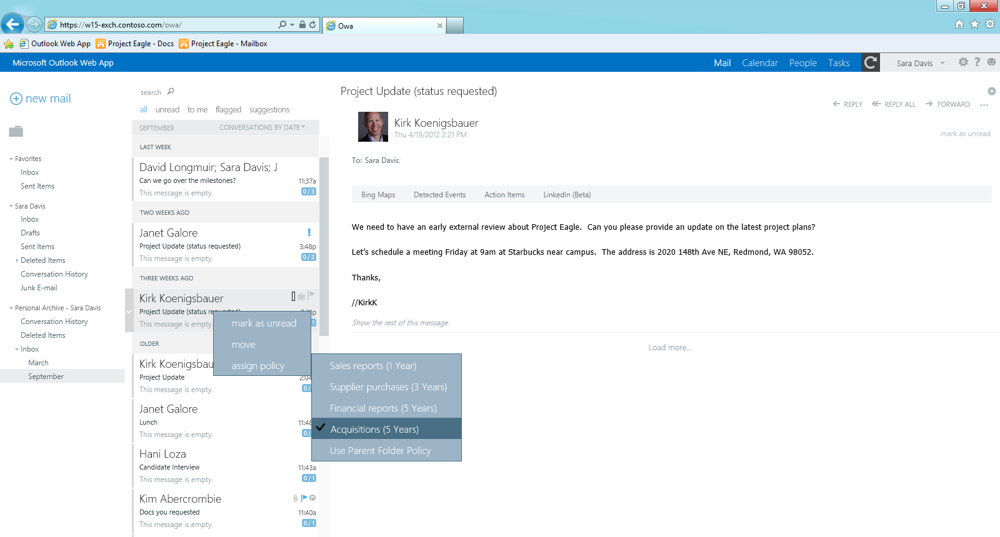 https://w15-exch.contoso.com/owa/
Owa
Outlook Web App
Project Eagle - Docs
Project Eagle - Mailbox
Microsoft Outlook Web App
Mail
Calendar
People
Tasks
Sara Davis
new mail
Favorites
Inbox
Sent Items
Sara Davis
Inbox
Drafts
Sent Items
Deleted Items
Conversation History
Junk E-mail
Personal Archive - Sara Davis
Conversation History
Deleted Items
Inbox
March
September
search
all unread to me flagged suggestions
SEPTEMBER CONVERSATIONS BY DATE
LAST WEEK
David Longmuir; Sara Davis; J
Can we go over the milestones? 11:37a
This message is empty. 0 / 3
TWO WEEKS AGO
Janet Galore
Project Update (status requested) 3:48p
This message is empty. 0 / 2
THREE WEEKS AGO
Kirk Koenigsbauer
Project Update (status requested)
This message is empty.
OLDER
Kirk Koenigsbau
Project Update 2:04
This message is empty. 0 /
Janet Galore
Lunch 11:48
This message is empty. 0 /
Hani Loza
Candidate Interview 11:43a
This message is empty. 0 / 1
Kim Abercrombie
Docs you requested 11:40a
This message is empty. 0 / 1
mark as unread
move
assign policy
Sales reports (1 Year)
Supplier purchases (3 Years)
Financial reports (5 Years)
Acquisitions (5 Years)
Use Parent Folder Policy
Project Update (status requested)
REPLY REPLY ALL FORWARD ...
Kirk Koenigsbauer
Thu 4/19/2012 2:21 PM
mark as unread
To: Sara Davis;
Bing Maps Detected Events Action Items LinkedIn (Beta)
We need to have an early external review about Project Eagle. Can you please provide an update on the latest project plans?
Let's schedule a meeting Friday at 9am at Starbucks near campus. The address is 2020 148th Ave NE, Redmond, WA 98052.
Thanks,
//KirkK
Show the rest of this message.
Load more...